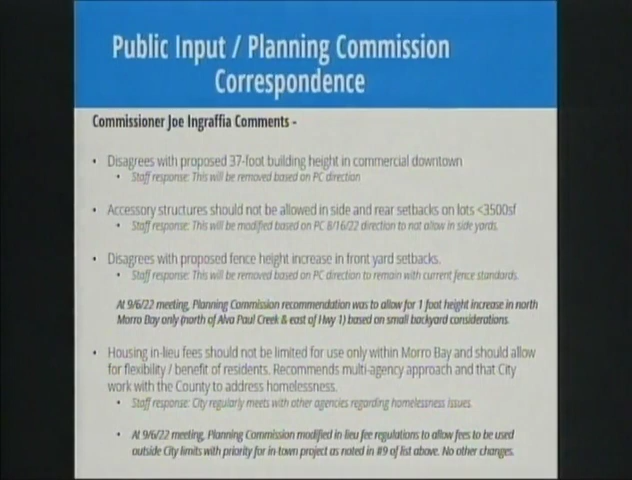 Public Input / Planning Commission
Correspondence
Commissioner Joe Ingraffia Comments -
• Disagrees with proposed 37-foot building height in commercial downtown
• Staff response: This will be removed based on PC direction
• Accessory structures should not be allowed in side and rear setbacks on lots <3500sf
• Staff response: This will be modified based on PC 8/16/22 direction to not allow in side yards.
• Disagrees with proposed fence height increase in front yard setbacks.
• Staff response: This will be removed based on PC direction to remain with current fence standards.
At 9/6/22 meeting, Planning Commission recommendation was to allow for 1 foot height increase in north
Morro Bay only (north of Alva Paul Creek & east of Hwy 1) based on small backyard considerations.
• Housing in-lieu fees should not be limited for use only within Morro Bay and should allow
for flexibility / benefit of residents. Recommends multi-agency approach and that City
work with the County to address homelessness.
• Staff response: City regularly meets with other agencies regarding homelessness issues.
• At 9/6/22 meeting, Planning Commission modified in lieu fee regulations to allow fees to be used
outside City limits with priority for in-town project as noted in #9 of list above. No other changes.